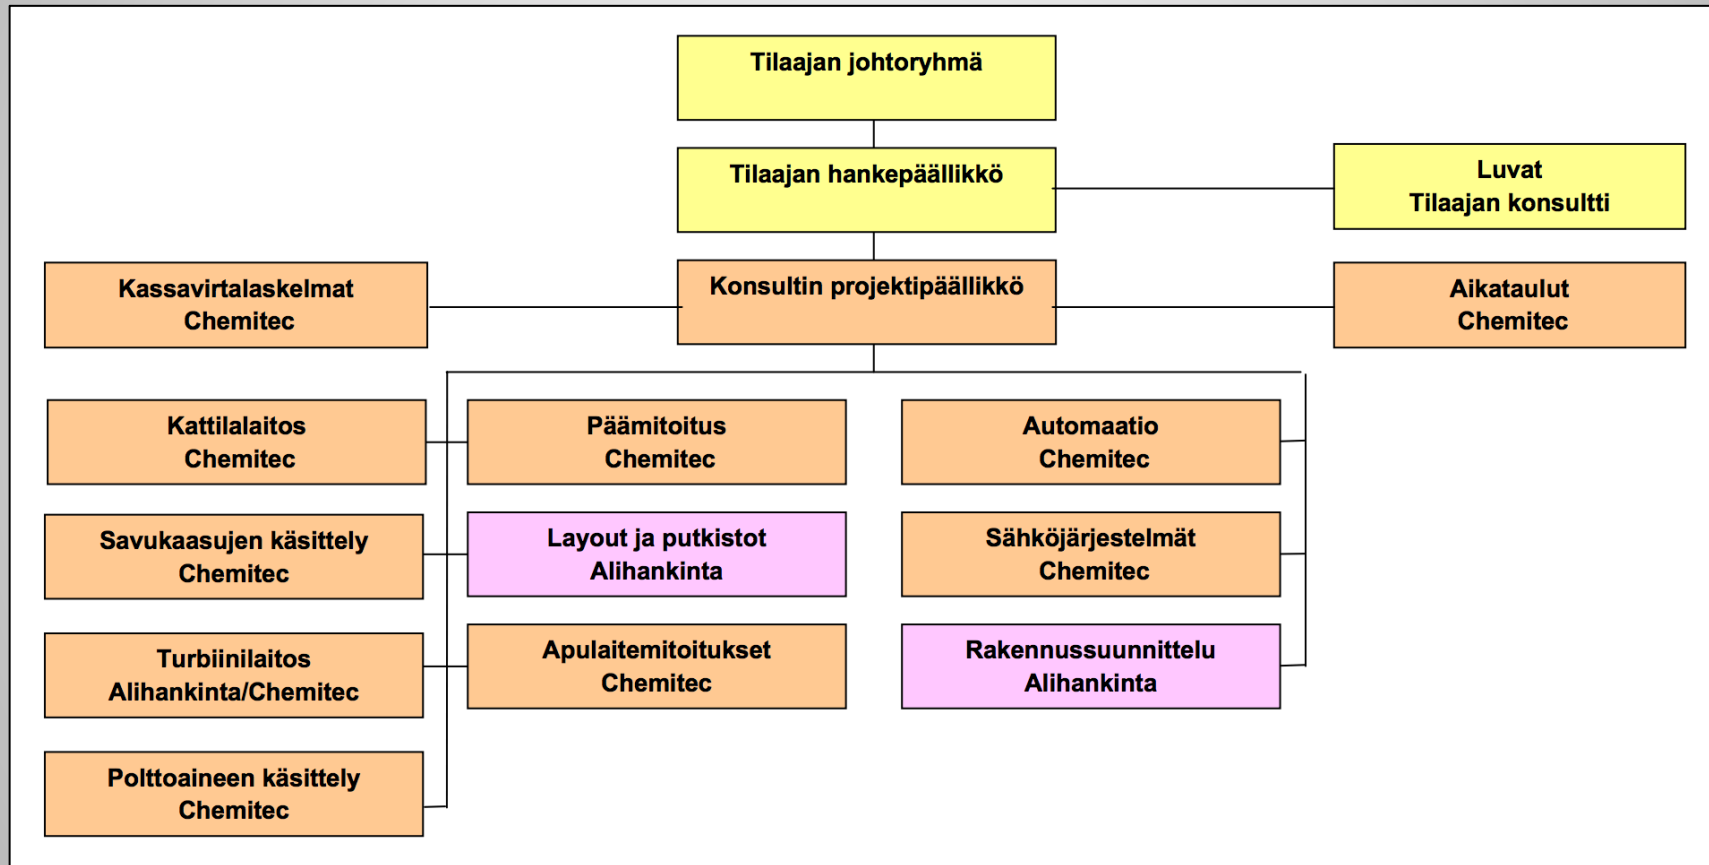 Tilaajan johtoryhmä
Tilaajan hankepäällikkö
Luvat
Tilaajan konsultti
Kassavirtalaskelmat
Chemitec
Konsultin projektipäällikkö
Aikataulut
Chemitec
Kattilalaitos
Chemitec
Päämitoitus
Chemitec
Automaatio
Chemitec
Savukaasujen käsittely
Chemitec
Layout ja putkistot
Alihankinta
Sähköjärjestelmät
Chemitec
Turbiinilaitos
Alihankinta/Chemitec
Apulaitemitoitukset
Chemitec
Rakennussuunnittelu
Alihankinta
Polttoaineen käsittely
Chemitec